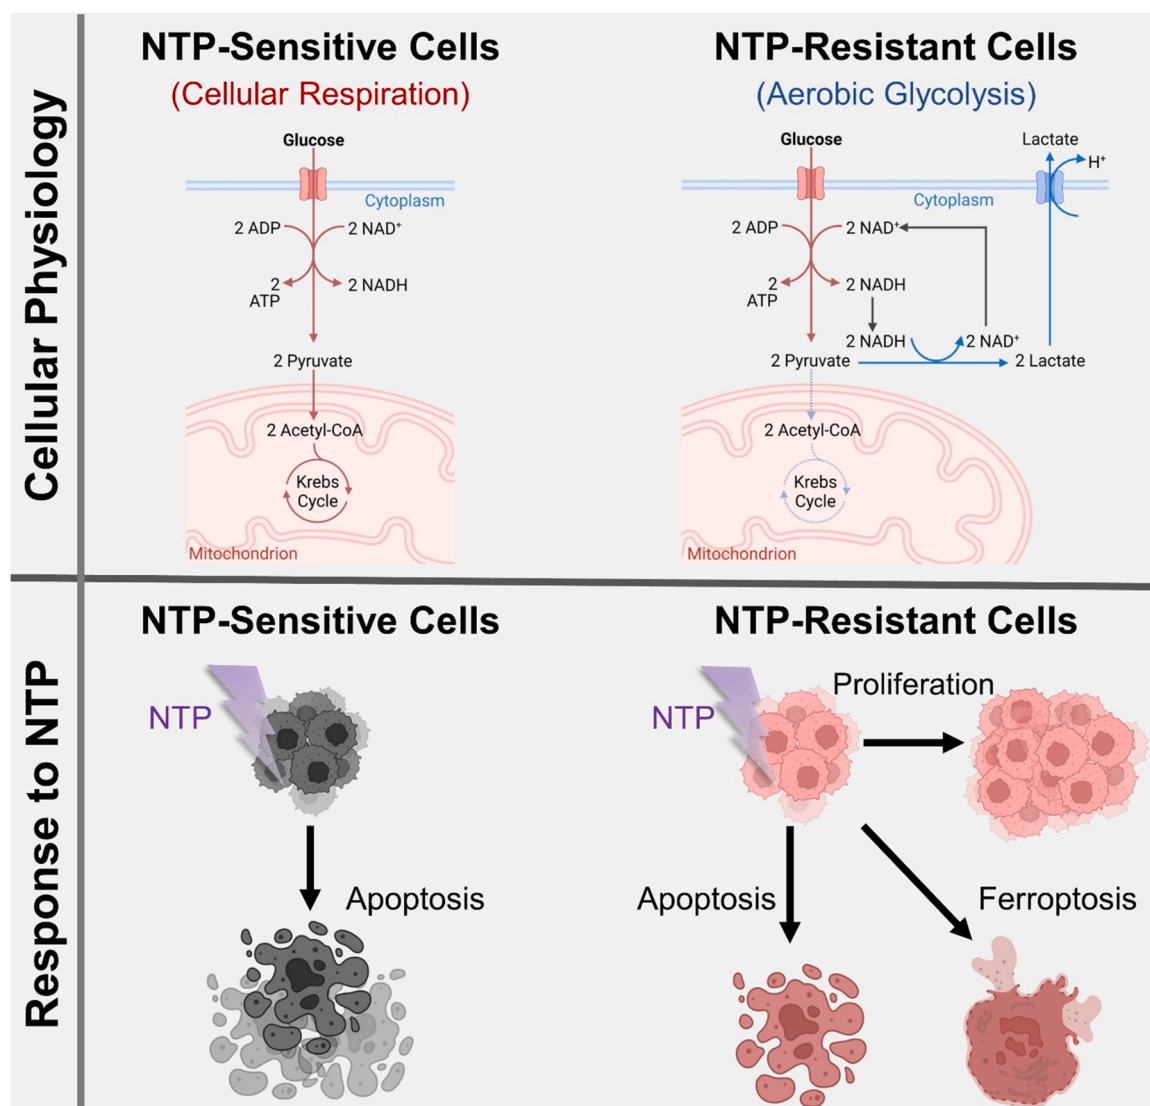 Cellular Physiology
NTP-Sensitive Cells
(Cellular Respiration)
Glucose
Cytoplasm
2 ADP
2 NAD⁺
2
ATP
2 NADH
2 Pyruvate
2 Acetyl-CoA
Krebs
Cycle
Mitochondrion
NTP-Resistant Cells
(Aerobic Glycolysis)
Glucose
Lactate
H⁺
Cytoplasm
2 ADP
2 NAD⁺
2
ATP
2 NADH
2 NADH
2 NAD⁺
2 Pyruvate
2 Lactate
2 Acetyl-CoA
Krebs
Cycle
Mitochondrion
Response to NTP
NTP-Sensitive Cells
NTP
Apoptosis
NTP-Resistant Cells
NTP
Proliferation
Apoptosis
Ferroptosis